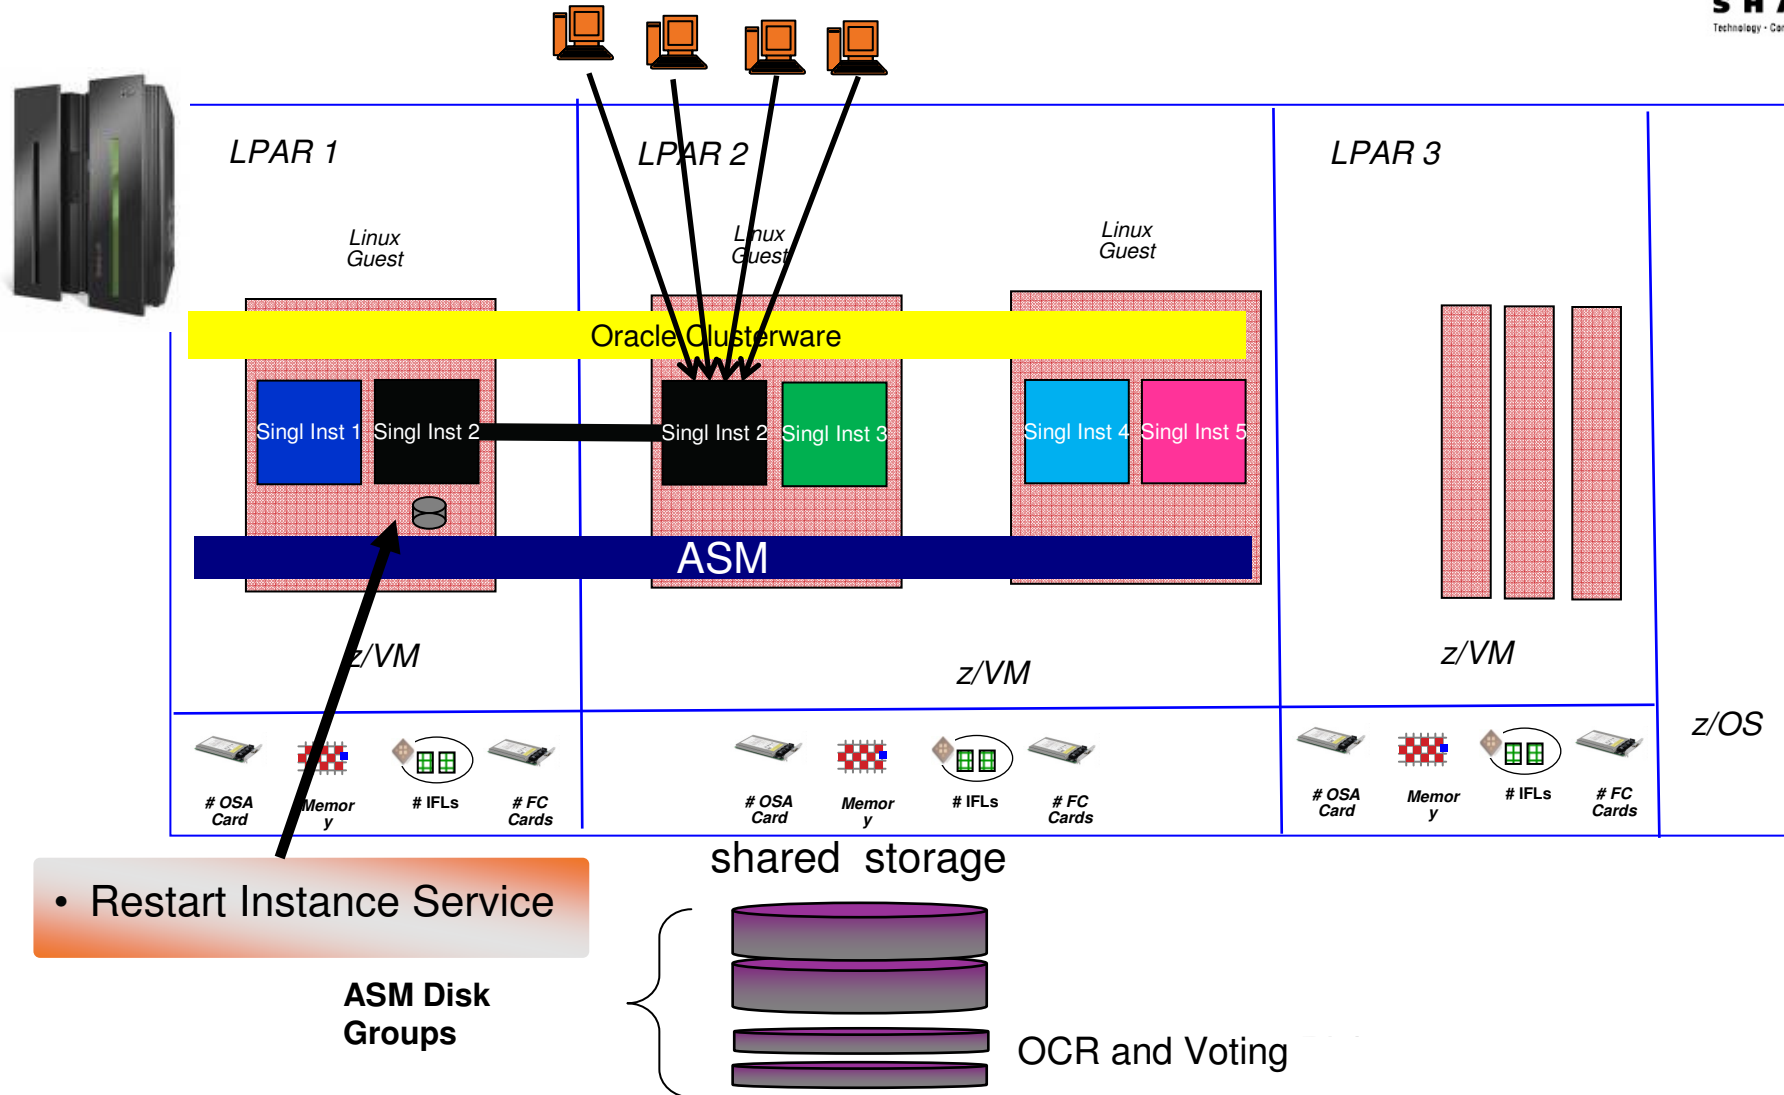 S H A
Technology - Con
LPAR 1
LPAR 2
LPAR 3
Linux
Guest
Linux
Guest
Linux
Guest
Oracle Clusterware
Singl Inst 1
Singl Inst 2
Singl Inst 2
Singl Inst 3
Singl Inst 4
Singl Inst 5
ASM
z/VM
z/VM
z/VM
z/OS
# OSA
Card
Memor
y
# IFLs
# FC
Cards
# OSA
Card
Memor
y
# IFLs
# FC
Cards
# OSA
Card
Memor
y
# IFLs
# FC
Cards
• Restart Instance Service
shared storage
ASM Disk
Groups
OCR and Voting